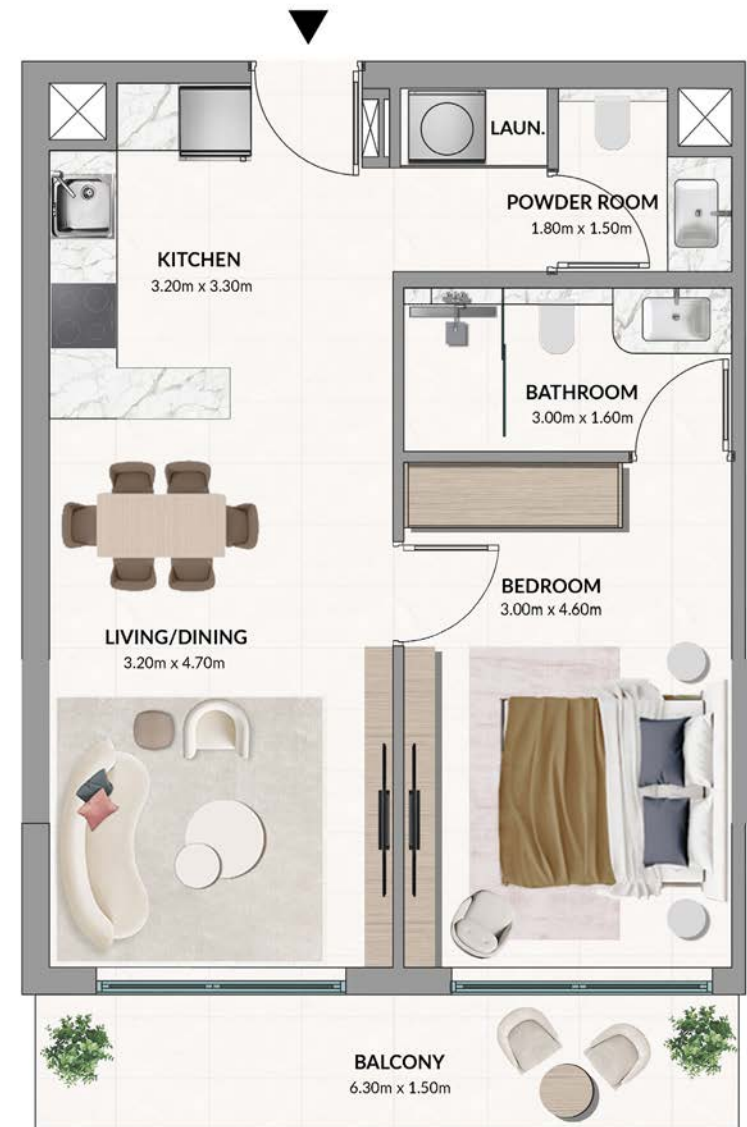 LAUN.
POWDER ROOM
1.80m x 1.50m
KITCHEN
3.20m x 3.30m
BATHROOM
3.00m x 1.60m
BEDROOM
3.00m x 4.60m
LIVING/DINING
3.20m x 4.70m
BALCONY
6.30m x 1.50m